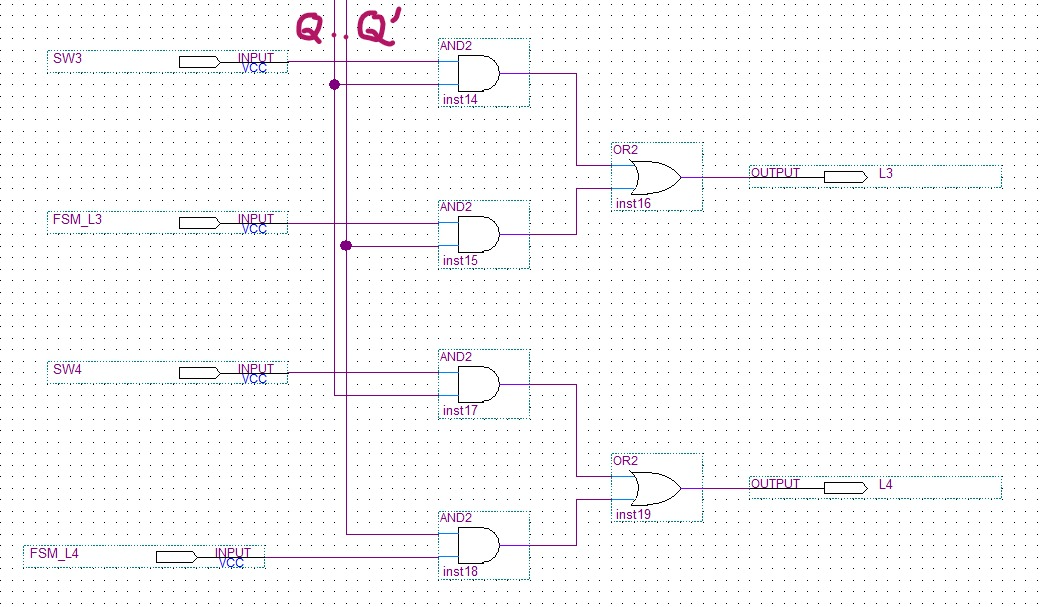 Q Q'
AND2
SW3 INPUT
VCC
inst14
OR2
OUTPUT L3
inst16
AND2
FSM_L3 INPUT
VCC
inst15
AND2
SW4 INPUT
VCC
inst17
OR2
OUTPUT L4
inst19
AND2
FSM_L4 INPUT
VCC
inst18